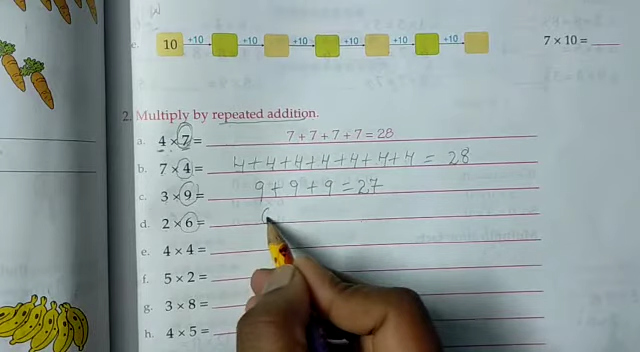 10 +10 +10 +10 +10 +10 +10 7 × 10 = ____
2. Multiply by repeated addition.
a. 4 × 7 = 7 + 7 + 7 + 7 = 28
b. 7 × 4 = 4 + 4 + 4 + 4 + 4 + 4 + 4 = 28
c. 3 × 9 = 9 + 9 + 9 = 27
d. 2 × 6 =
e. 4 × 4 =
f. 5 × 2 =
g. 3 × 8 =
h. 4 × 5 =